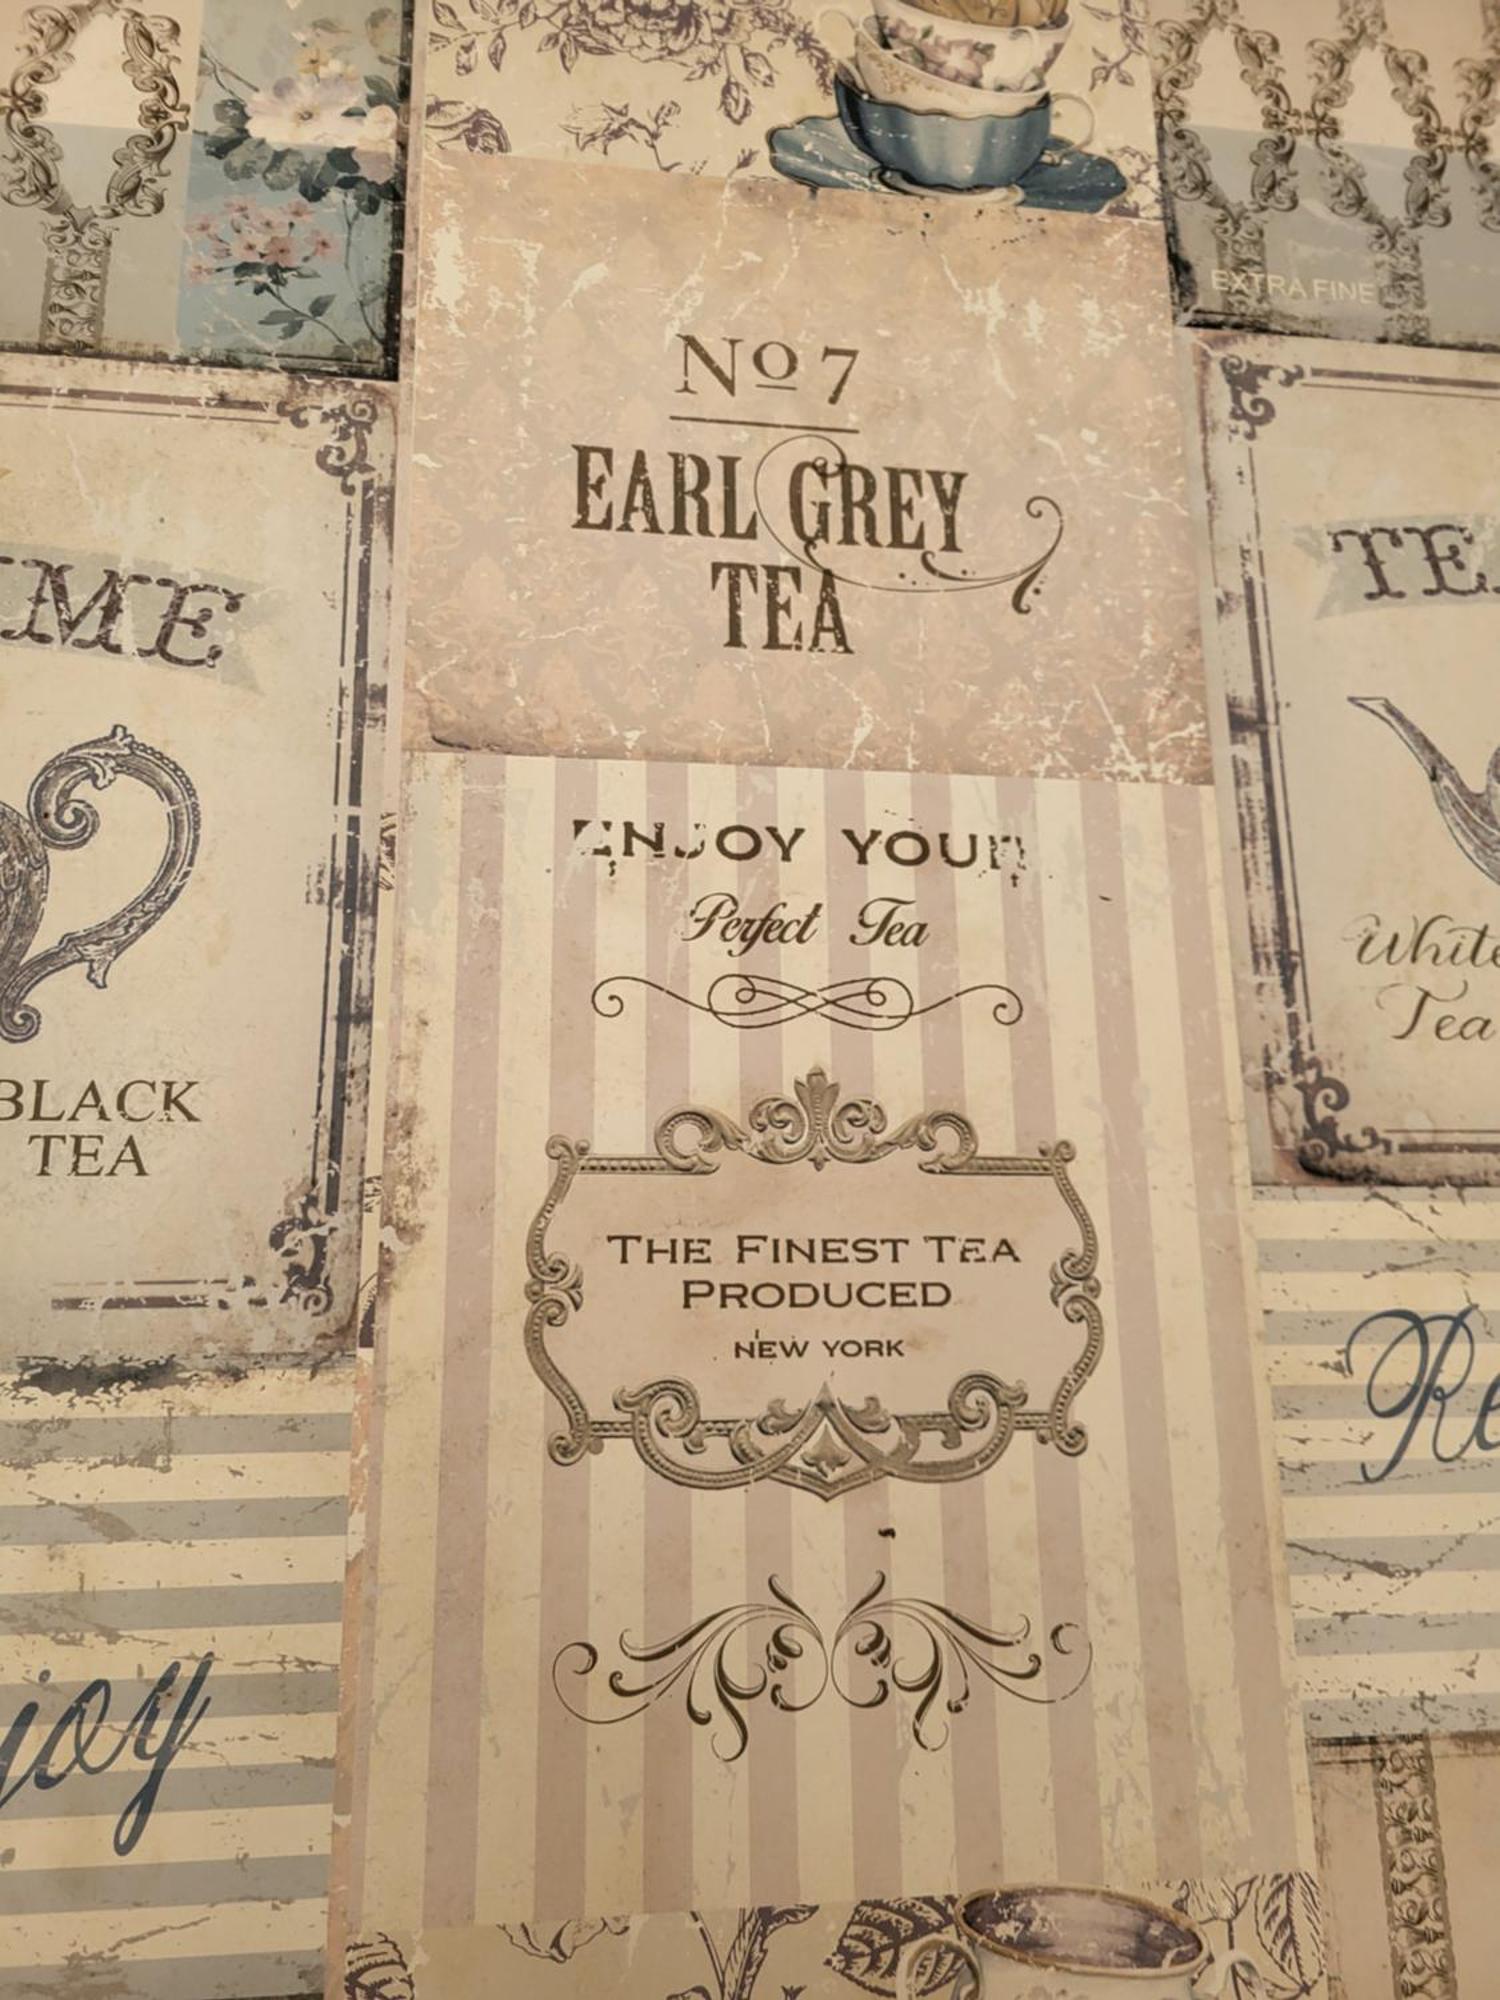 EXTRA FINE
No 7
EARL GREY
TEA
ENJOY YOUR
Perfect Tea
THE FINEST TEA
PRODUCED
NEW YORK
BLACK
TEA
White
Tea